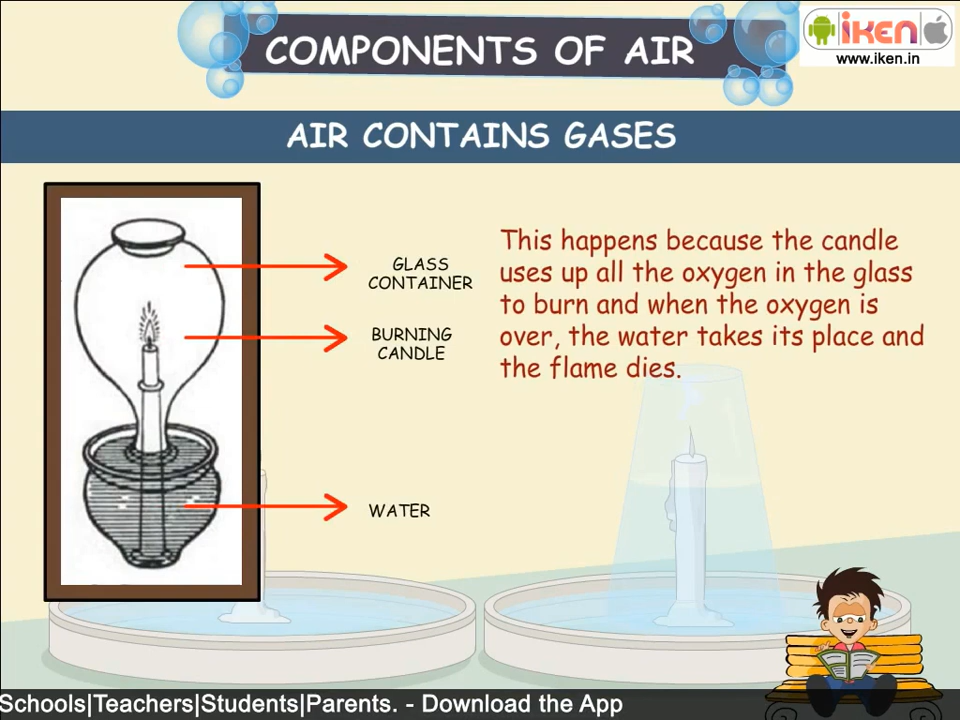 COMPONENTS OF AIR
iKEN
www.iken.in
AIR CONTAINS GASES
This happens because the candle
uses up all the oxygen in the glass
to burn and when the oxygen is
over, the water takes its place and
the flame dies.
GLASS
CONTAINER
BURNING
CANDLE
WATER
Schools|Teachers|Students|Parents. - Download the App